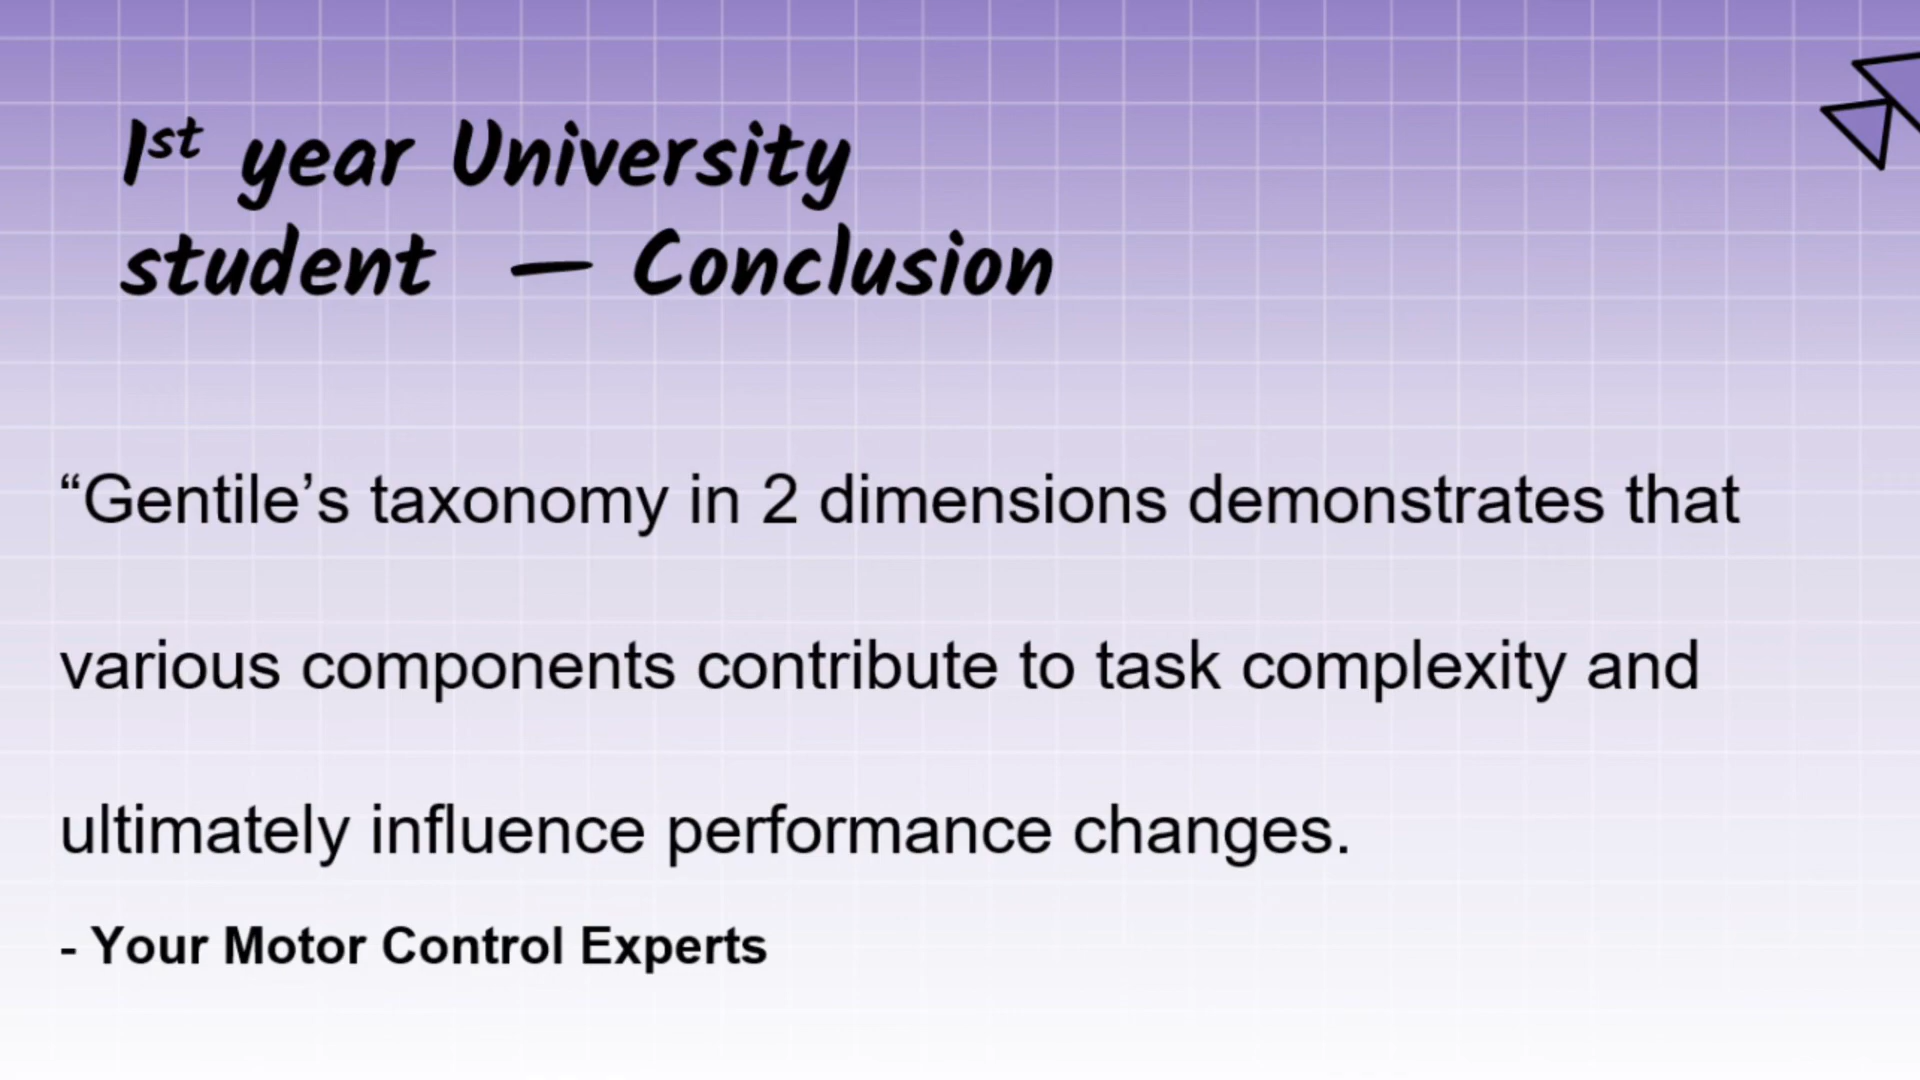 1st year University
student — Conclusion
“Gentile’s taxonomy in 2 dimensions demonstrates that
various components contribute to task complexity and
ultimately influence performance changes.
- Your Motor Control Experts